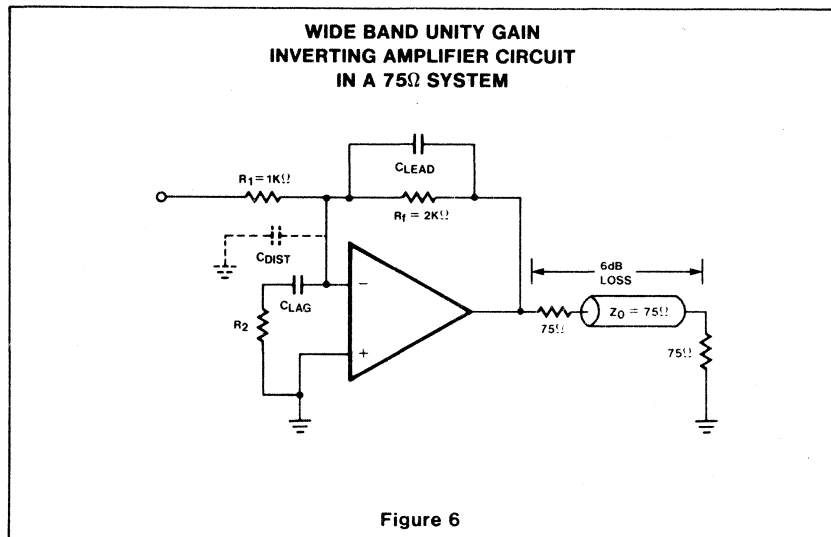 WIDE BAND UNITY GAIN
INVERTING AMPLIFIER CIRCUIT
IN A 75Ω SYSTEM
CLEAD
R1 = 1KΩ
Rf = 2KΩ
CDIST
6dB
LOSS
CLAG
R2
−
+
75Ω
ZO = 75Ω
75Ω
Figure 6